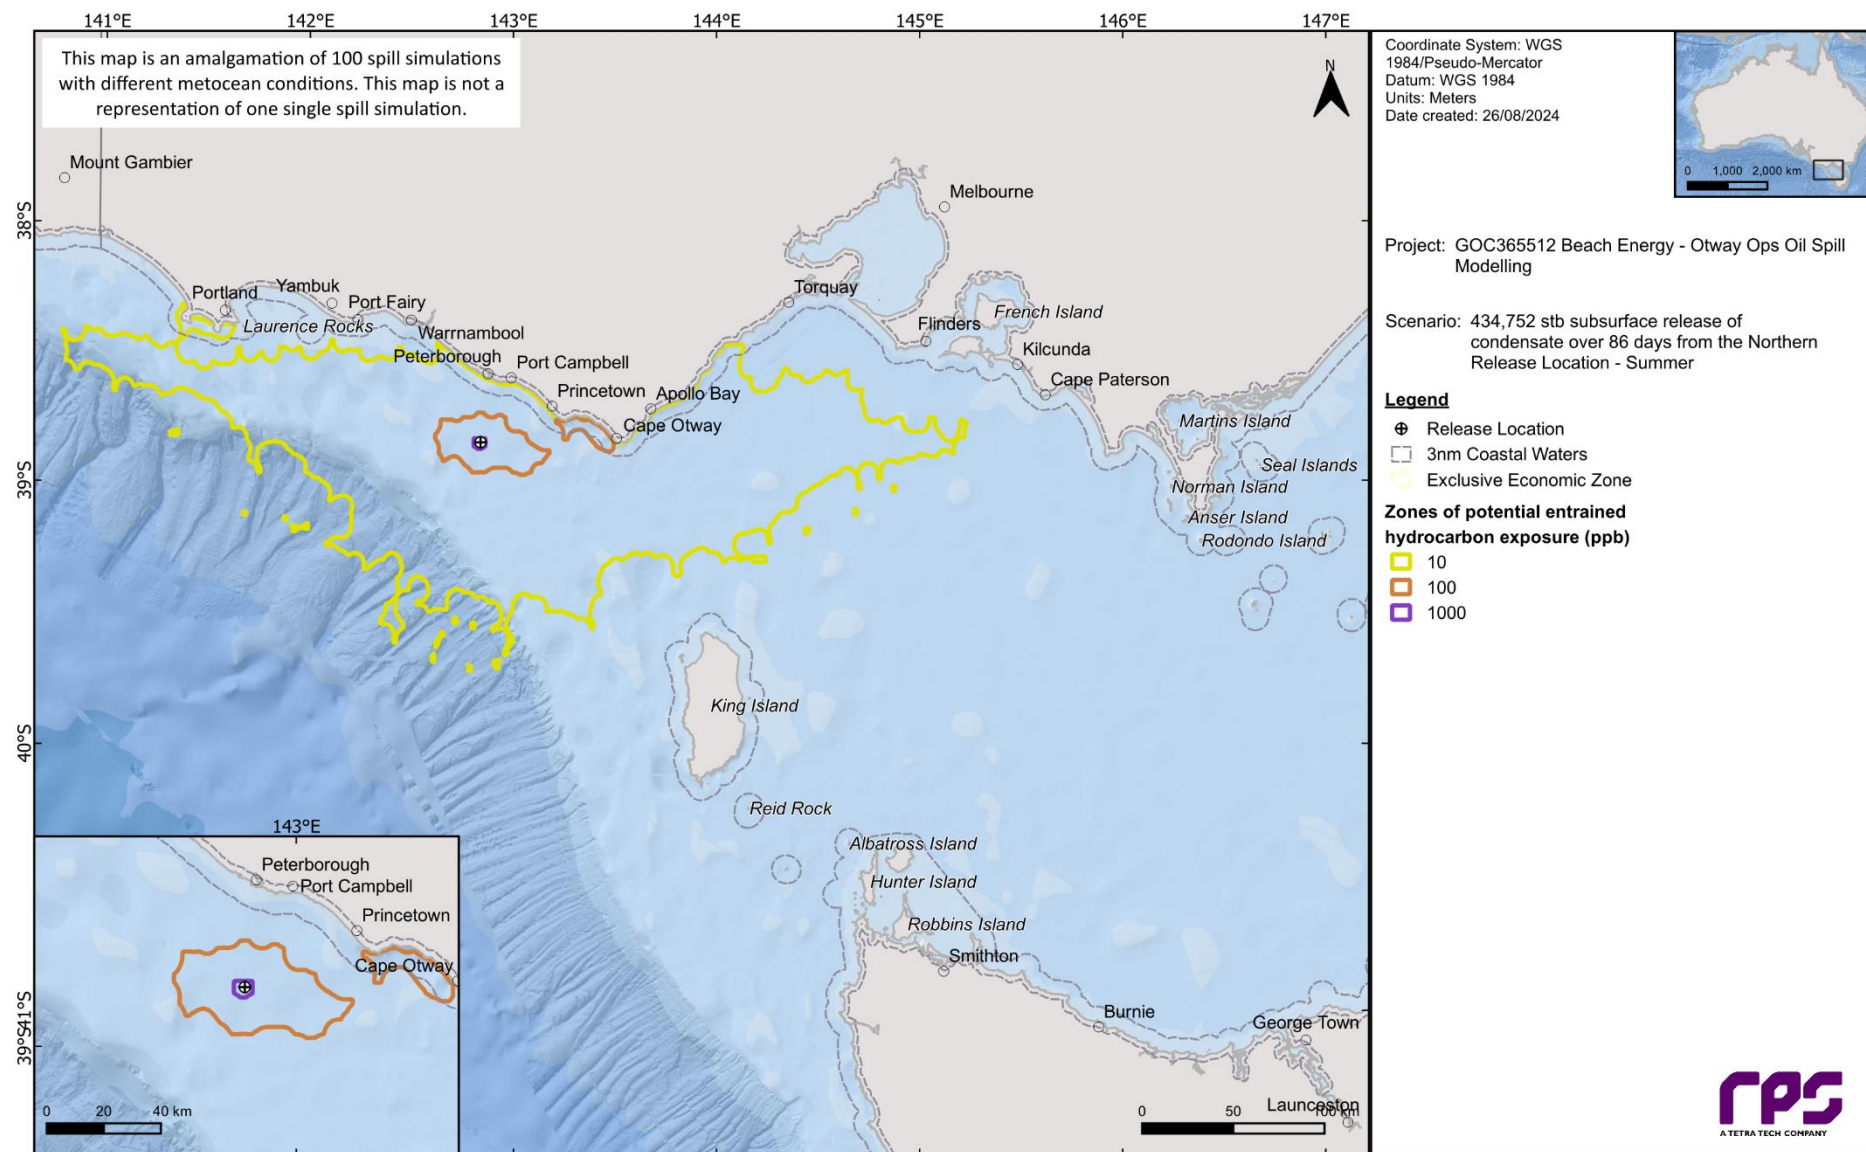 141°E
142°E
143°E
144°E
145°E
146°E
147°E
This map is an amalgamation of 100 spill simulations
with different metocean conditions. This map is not a
representation of one single spill simulation.
N
Mount Gambier
Melbourne
38°S
Portland
Yambuk
Port Fairy
Laurence Rocks
Warrnambool
Peterborough
Port Campbell
Princetown
Apollo Bay
Cape Otway
Torquay
Flinders
French Island
Kilcunda
Cape Paterson
Martins Island
Seal Islands
Norman Island
Anser Island
Rodondo Island
39°S
King Island
40°S
Reid Rock
Albatross Island
Hunter Island
Robbins Island
Smithton
Burnie
George Town
Launceston
0 50 100 km
41°S
143°E
Peterborough
Port Campbell
Princetown
Cape Otway
39°S
0 20 40 km
Coordinate System: WGS
1984/Pseudo-Mercator
Datum: WGS 1984
Units: Meters
Date created: 26/08/2024
0 1,000 2,000 km
Project: GOC365512 Beach Energy - Otway Ops Oil Spill
Modelling
Scenario: 434,752 stb subsurface release of
condensate over 86 days from the Northern
Release Location - Summer
Legend
Release Location
3nm Coastal Waters
Exclusive Economic Zone
Zones of potential entrained
hydrocarbon exposure (ppb)
10
100
1000
rps
A TETRA TECH COMPANY